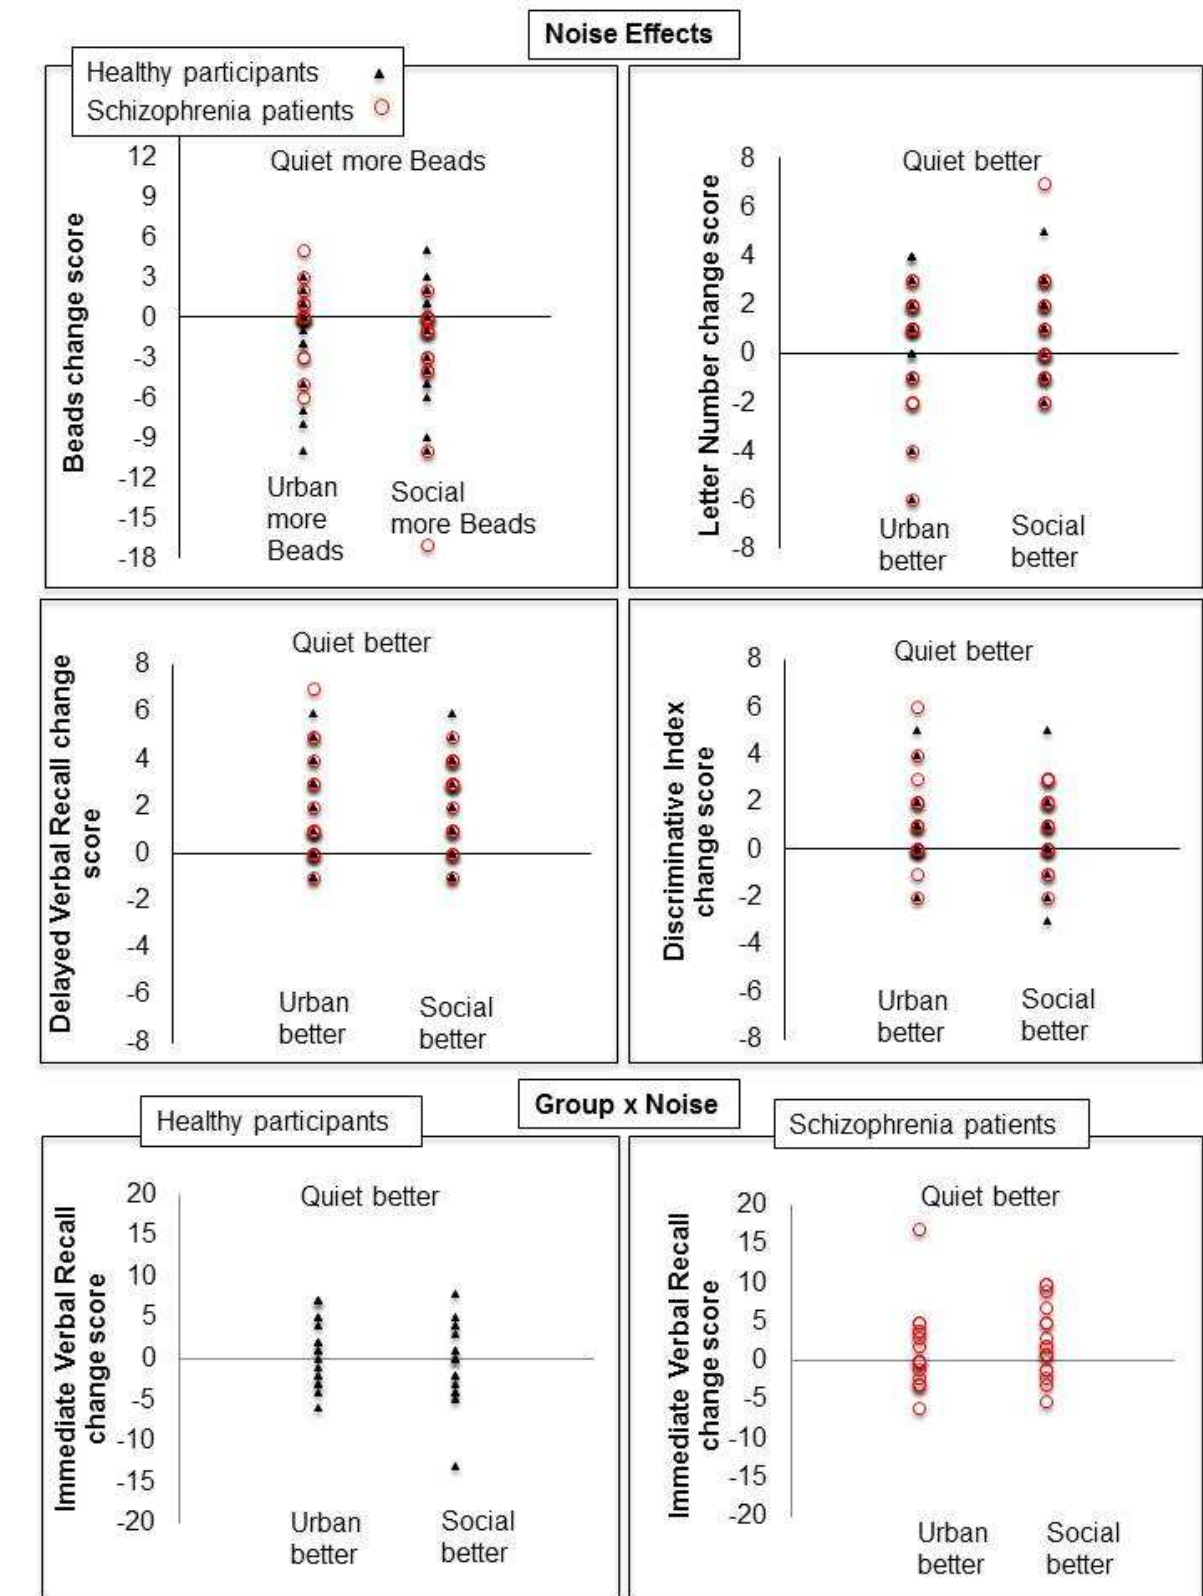 Noise Effects
Healthy participants
Schizophrenia patients
Beads change score
12
9
6
3
0
-3
-6
-9
-12
-15
-18
Quiet more Beads
Urban
more
Beads
Social
more Beads
Letter Number change score
8
6
4
2
0
-2
-4
-6
-8
Quiet better
Urban
better
Social
better
Delayed Verbal Recall change
score
8
6
4
2
0
-2
-4
-6
-8
Quiet better
Urban
better
Social
better
Discriminative Index
change score
8
6
4
2
0
-2
-4
-6
-8
Quiet better
Urban
better
Social
better
Group x Noise
Healthy participants
Immediate Verbal Recall
change score
20
15
10
5
0
-5
-10
-15
-20
Quiet better
Urban
better
Social
better
Schizophrenia patients
Immediate Verbal Recall
change score
20
15
10
5
0
-5
-10
-15
-20
Quiet better
Urban
better
Social
better